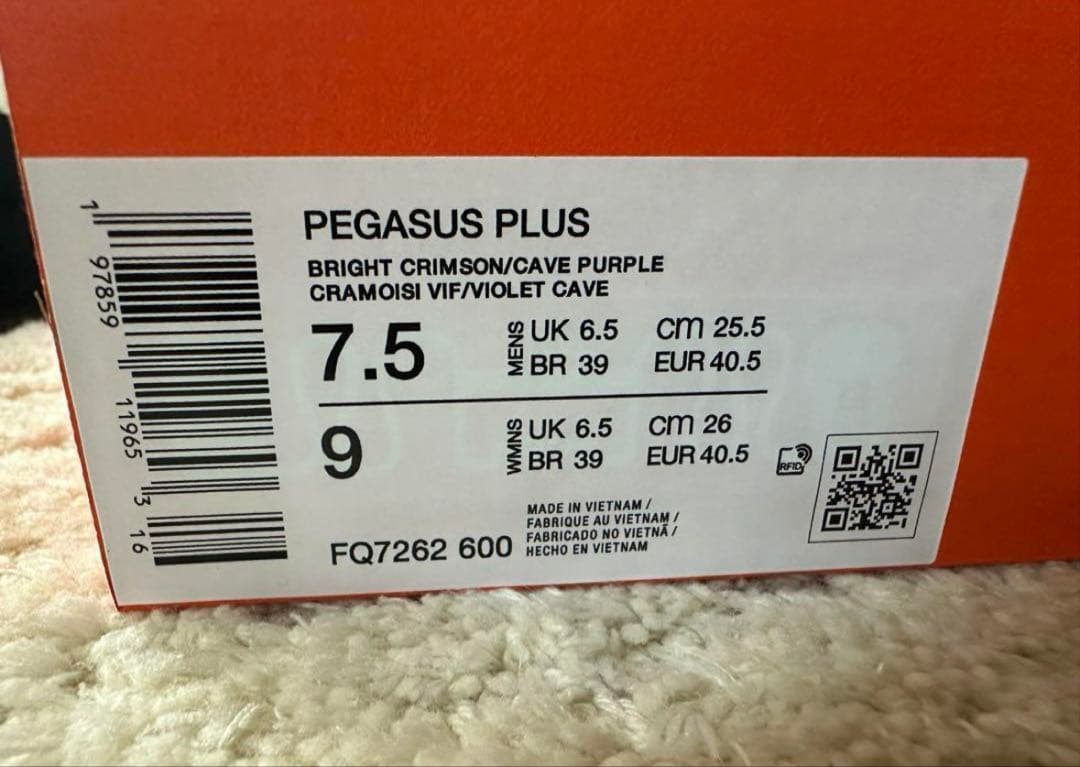 PEGASUS PLUS
BRIGHT CRIMSON/CAVE PURPLE
CRAMOISI VIF/VIOLET CAVE
7.5 MENS UK 6.5 CM 25.5
BR 39 EUR 40.5
9 WMNS UK 6.5 CM 26
BR 39 EUR 40.5
RFID
MADE IN VIETNAM /
FABRIQUE AU VIETNAM /
FABRICADO NO VIETNÃ /
HECHO EN VIETNAM
FQ7262 600
1 97859 11965 3 16